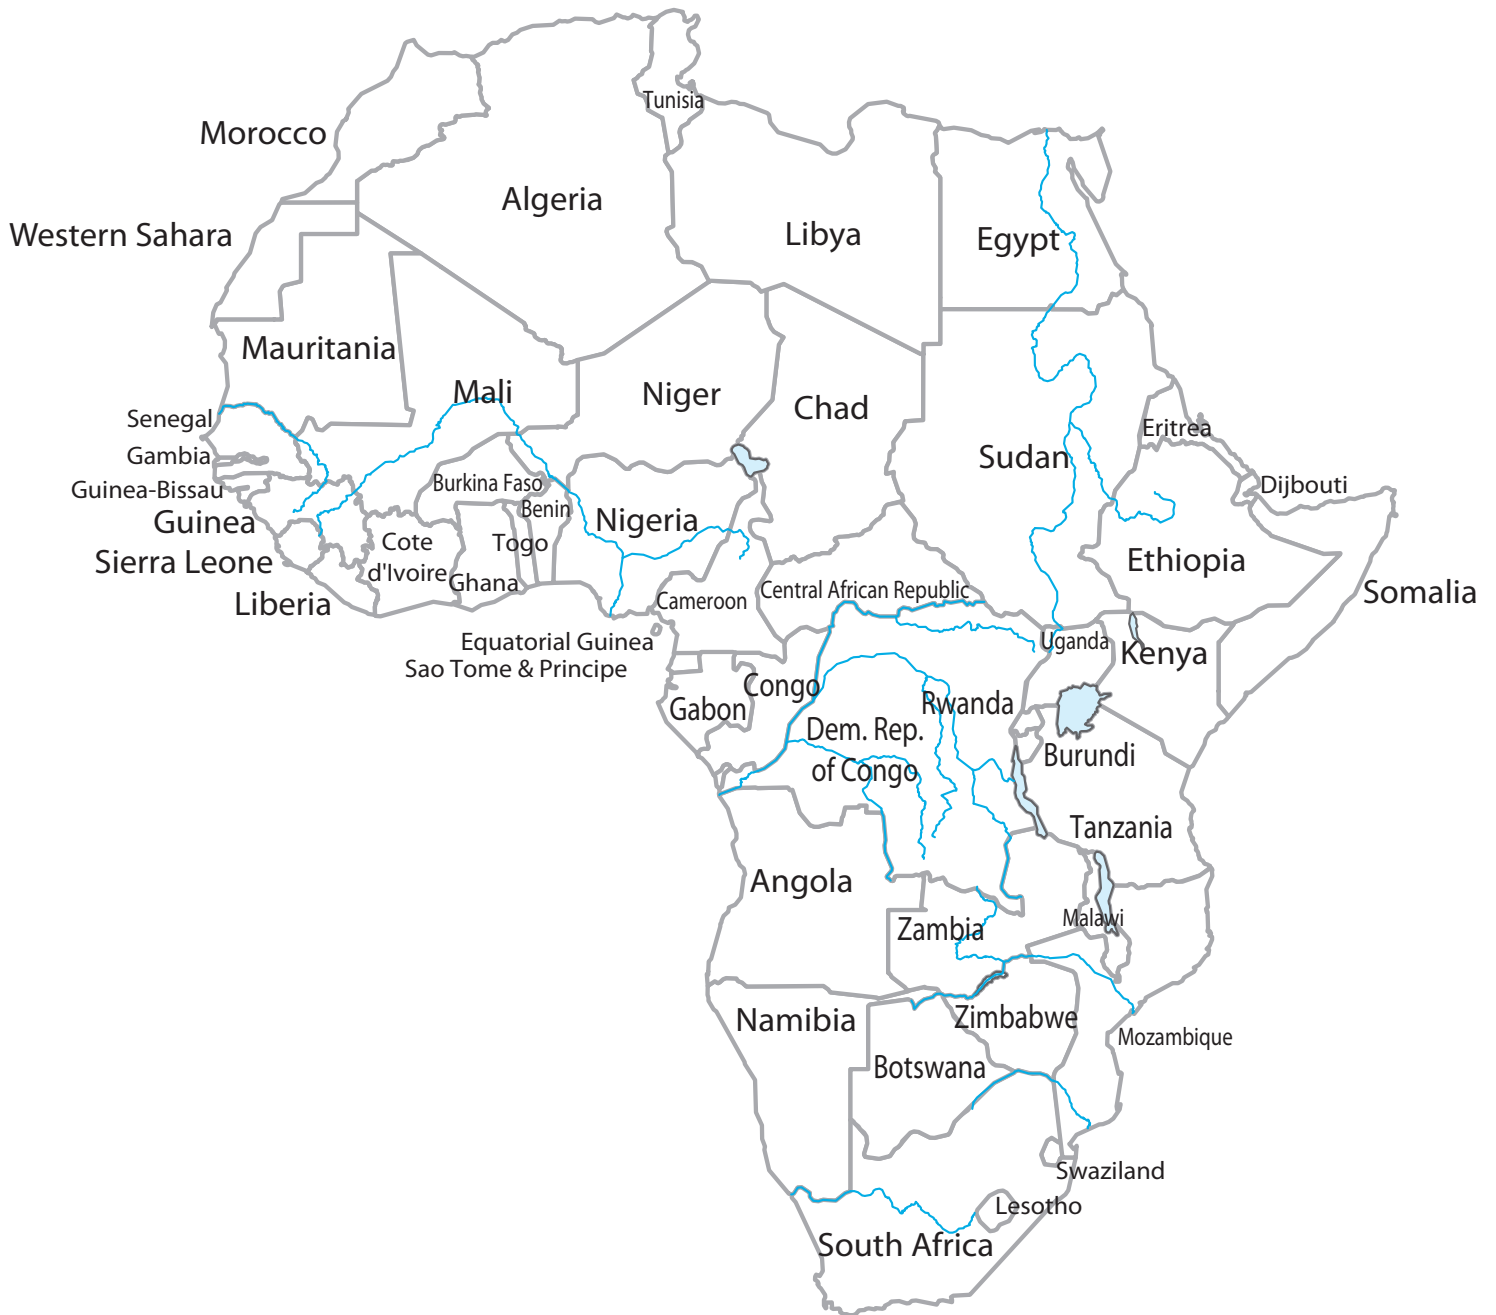 Tunisia
Morocco
Algeria
Western Sahara
Libya
Egypt
Mauritania
Mali
Niger
Chad
Senegal
Eritrea
Gambia
Sudan
Burkina Faso
Djibouti
Guinea-Bissau
Benin
Guinea
Nigeria
Togo
Cote
d'Ivoire
Sierra Leone
Ethiopia
Ghana
Central African Republic
Somalia
Liberia
Cameroon
Equatorial Guinea
Uganda
Kenya
Sao Tome & Principe
Congo
Gabon
Rwanda
Dem. Rep.
of Congo
Burundi
Tanzania
Angola
Malawi
Zambia
Namibia
Zimbabwe
Mozambique
Botswana
Swaziland
Lesotho
South Africa